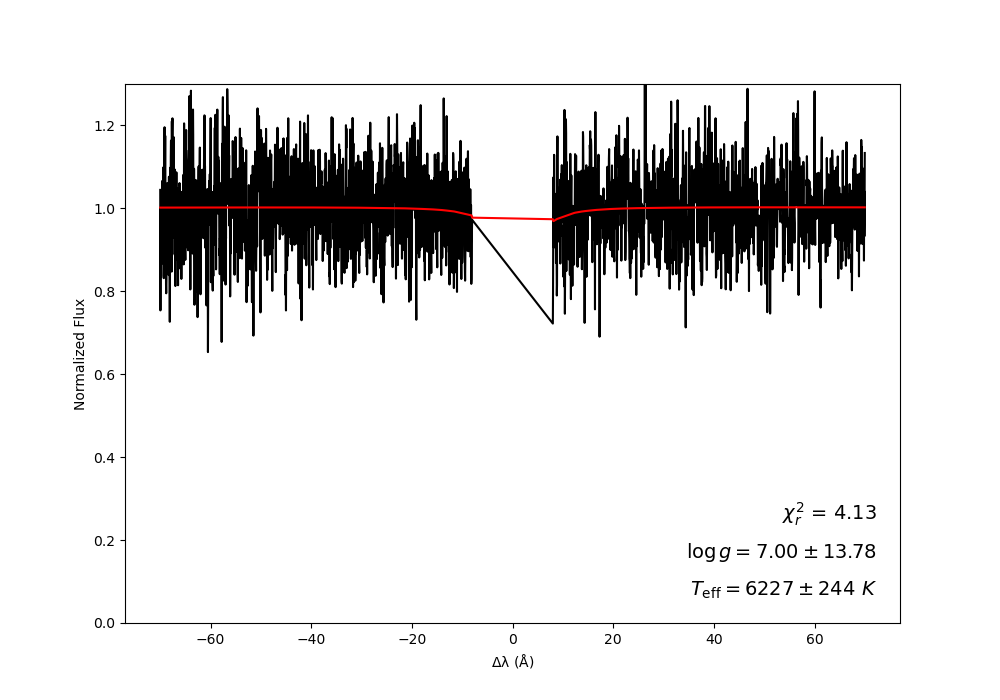 1.2
1.0
0.8
0.6
0.4
0.2
0.0
Normalized Flux
χ²ᵣ = 4.13
log g = 7.00 ± 13.78
T_eff = 6227 ± 244 K
−60 −40 −20 0 20 40 60
Δλ (Å)